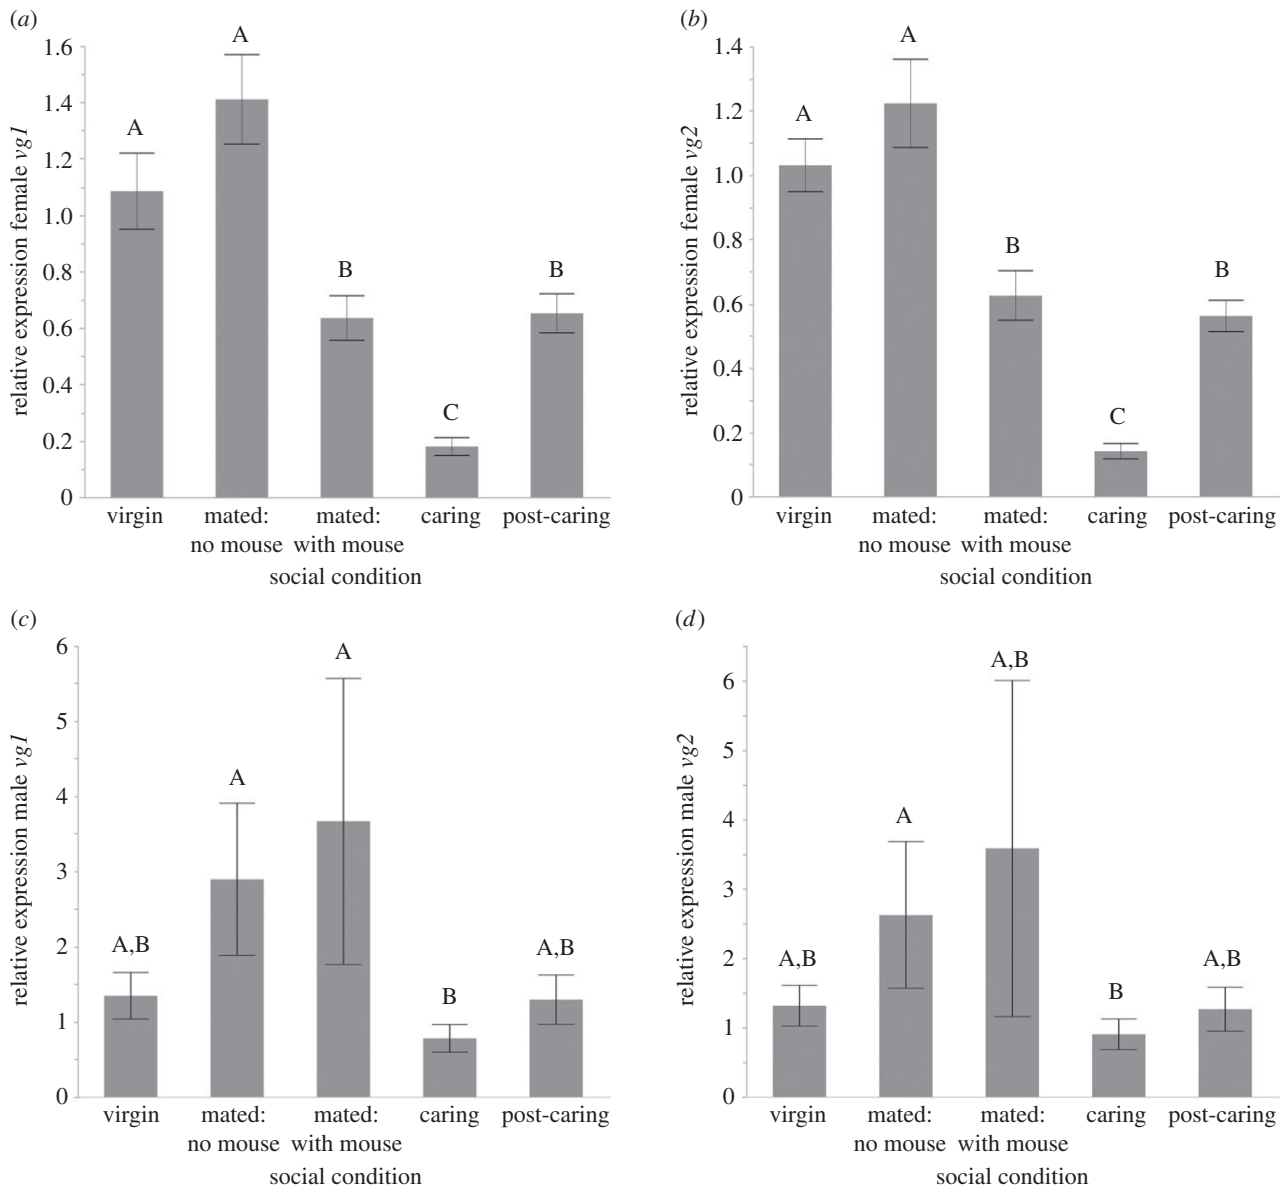 (a)
relative expression female vg1
1.6
1.4
1.2
1.0
0.8
0.6
0.4
0.2
0
A
A
B
C
B
virgin mated: mated: caring post-caring
no mouse with mouse
social condition
(b)
relative expression female vg2
1.4
1.2
1.0
0.8
0.6
0.4
0.2
0
A
A
B
C
B
virgin mated: mated: caring post-caring
no mouse with mouse
social condition
(c)
relative expression male vg1
6
5
4
3
2
1
0
A,B
A
A
B
A,B
virgin mated: mated: caring post-caring
no mouse with mouse
social condition
(d)
relative expression male vg2
6
5
4
3
2
1
0
A,B
A
A,B
B
A,B
virgin mated: mated: caring post-caring
no mouse with mouse
social condition